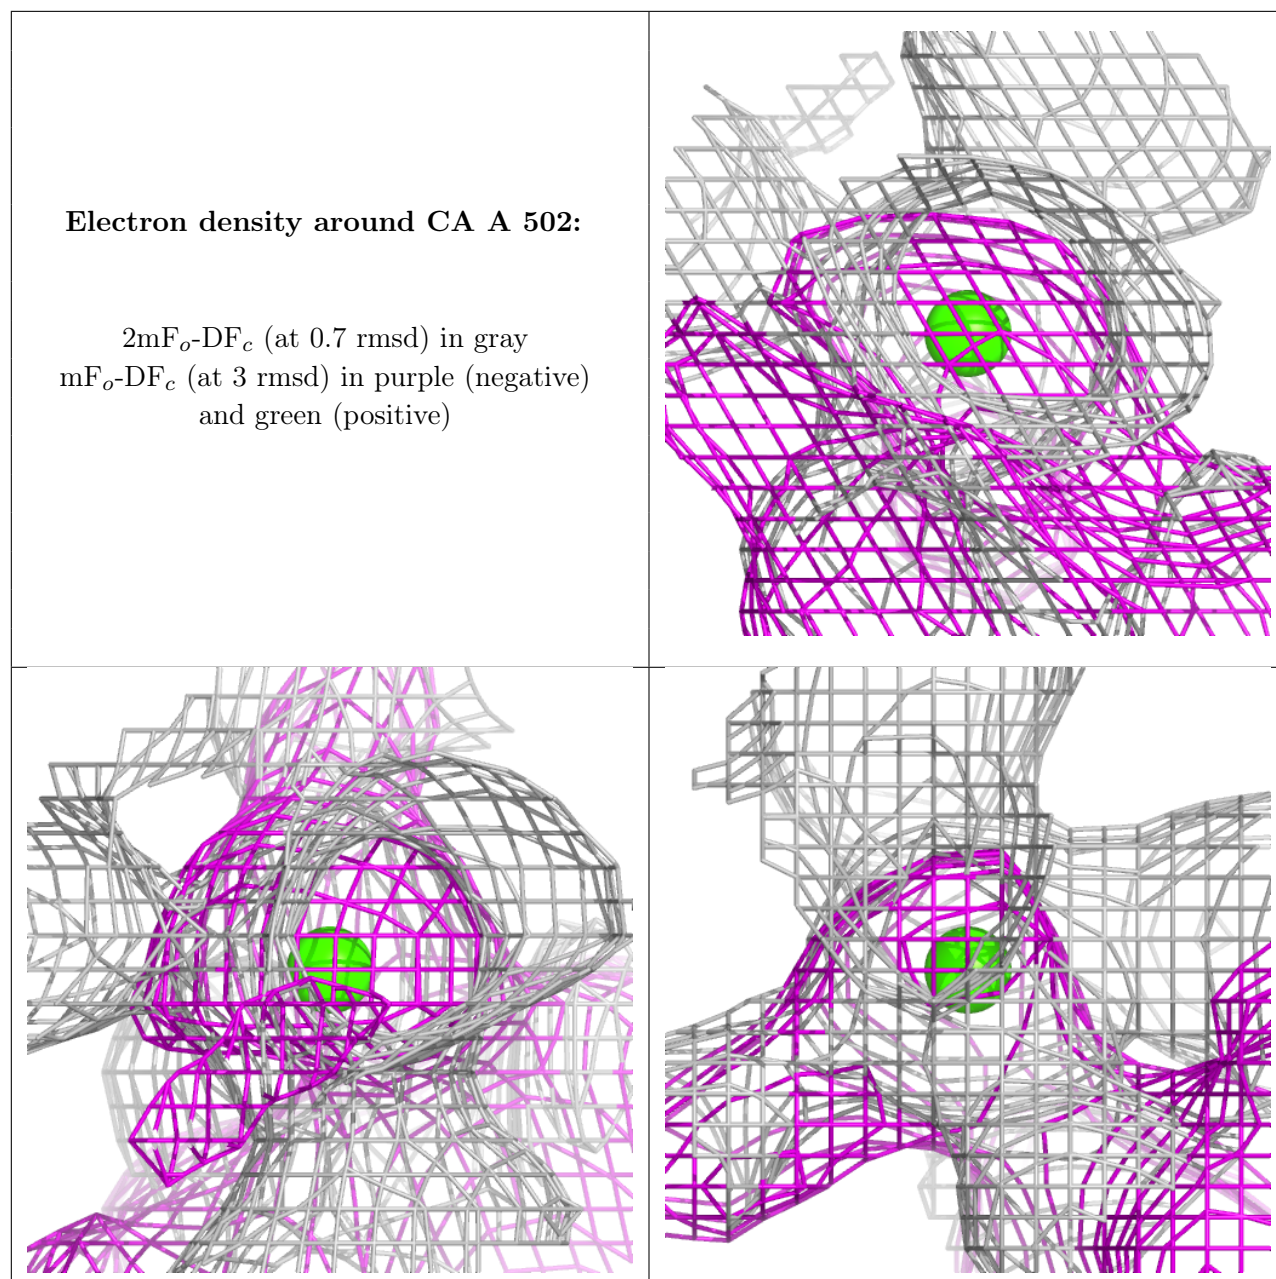 Electron density around CA A 502:
2mFo-DFc (at 0.7 rmsd) in gray
mFo-DFc (at 3 rmsd) in purple (negative)
and green (positive)